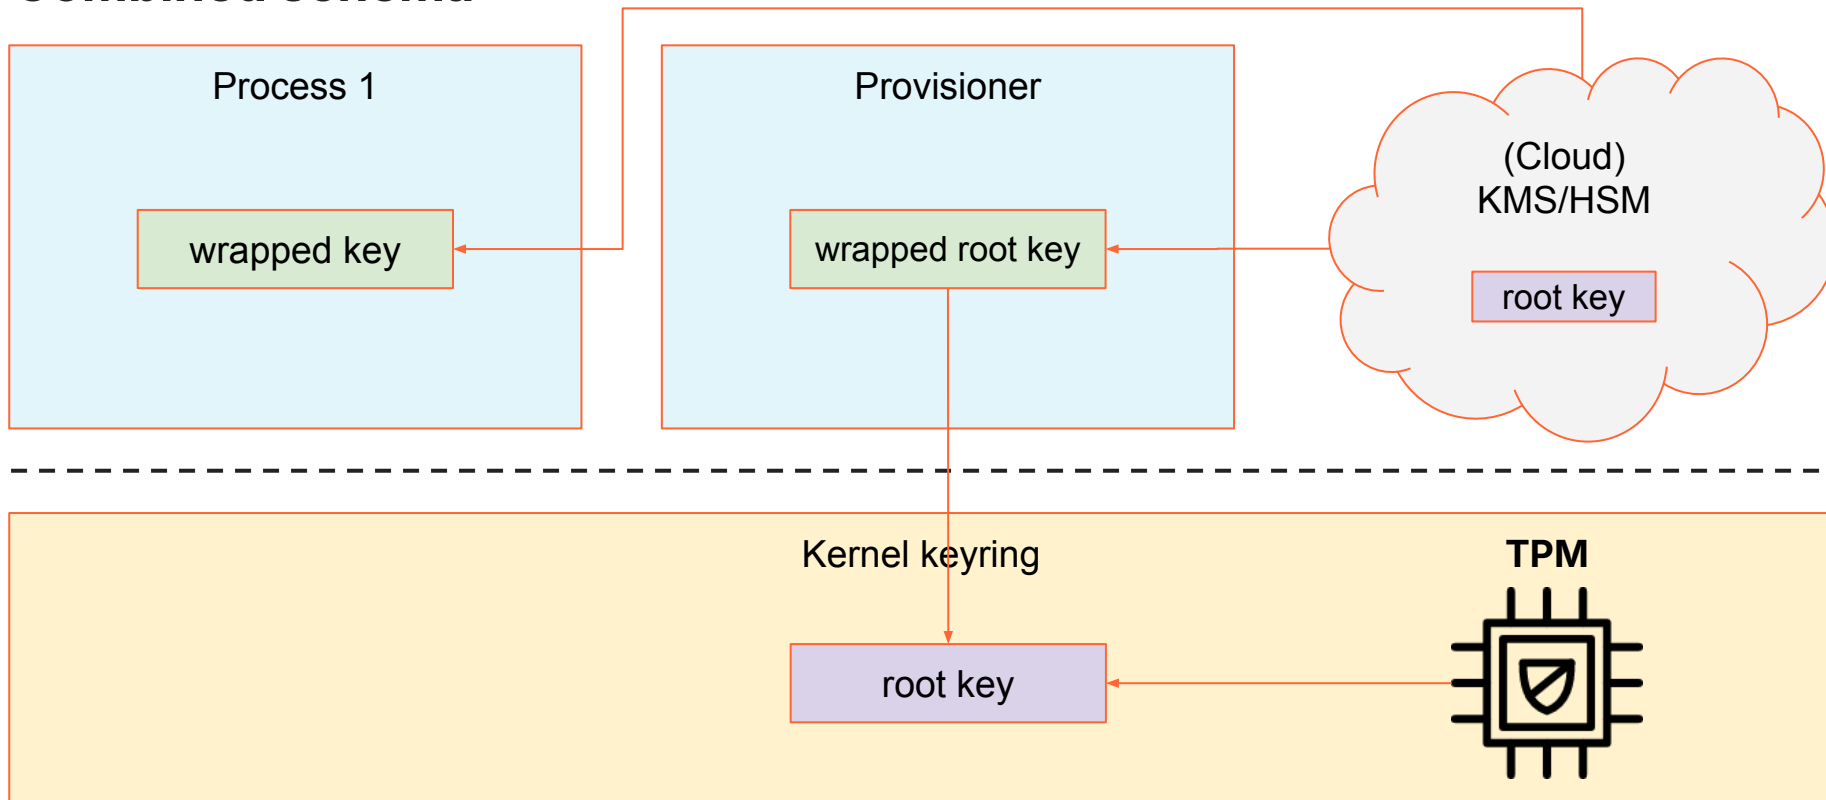 Process 1
Provisioner
(Cloud)
KMS/HSM
wrapped key
wrapped root key
root key
Kernel keyring
TPM
root key